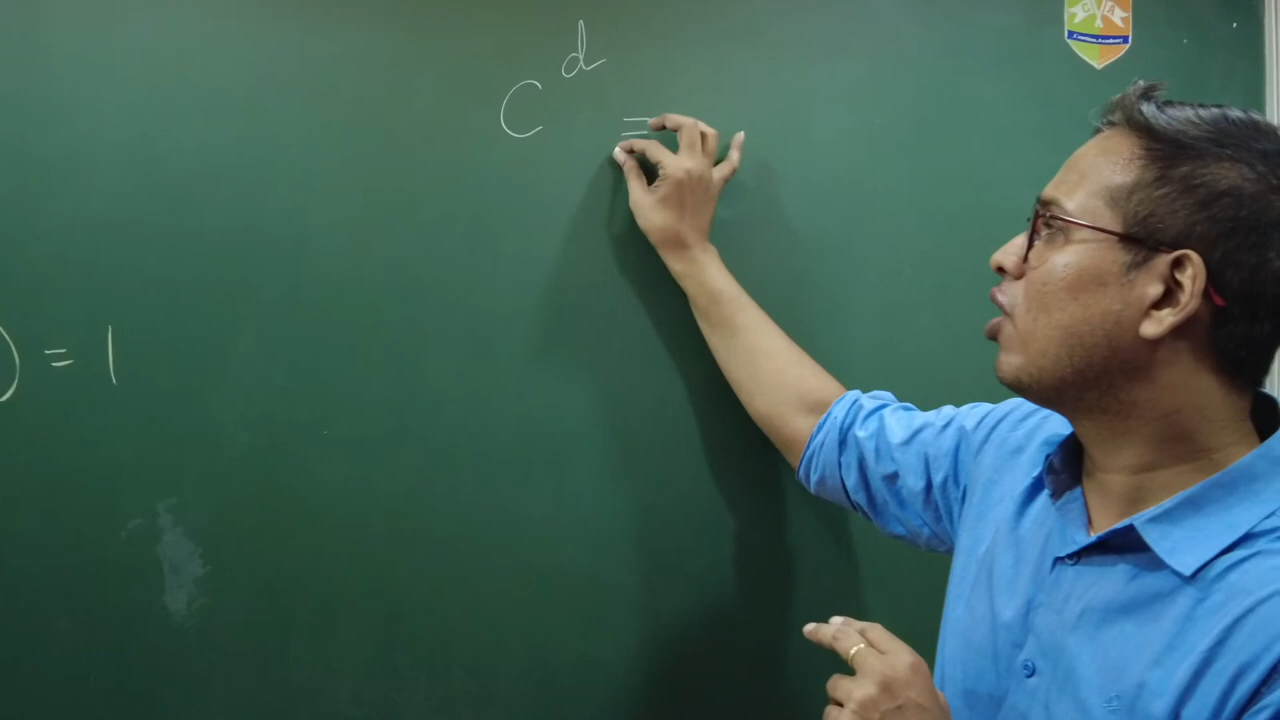 C^d =
) = 1
C A